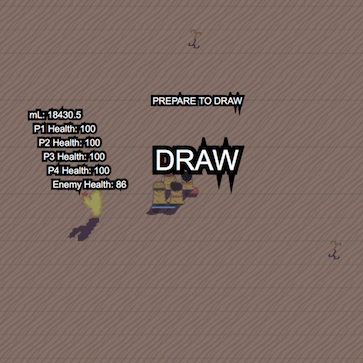 PREPARE TO DRAW
mL: 18430.5
P1 Health: 100
P2 Health: 100
P3 Health: 100
P4 Health: 100
Enemy Health: 86
DRAW